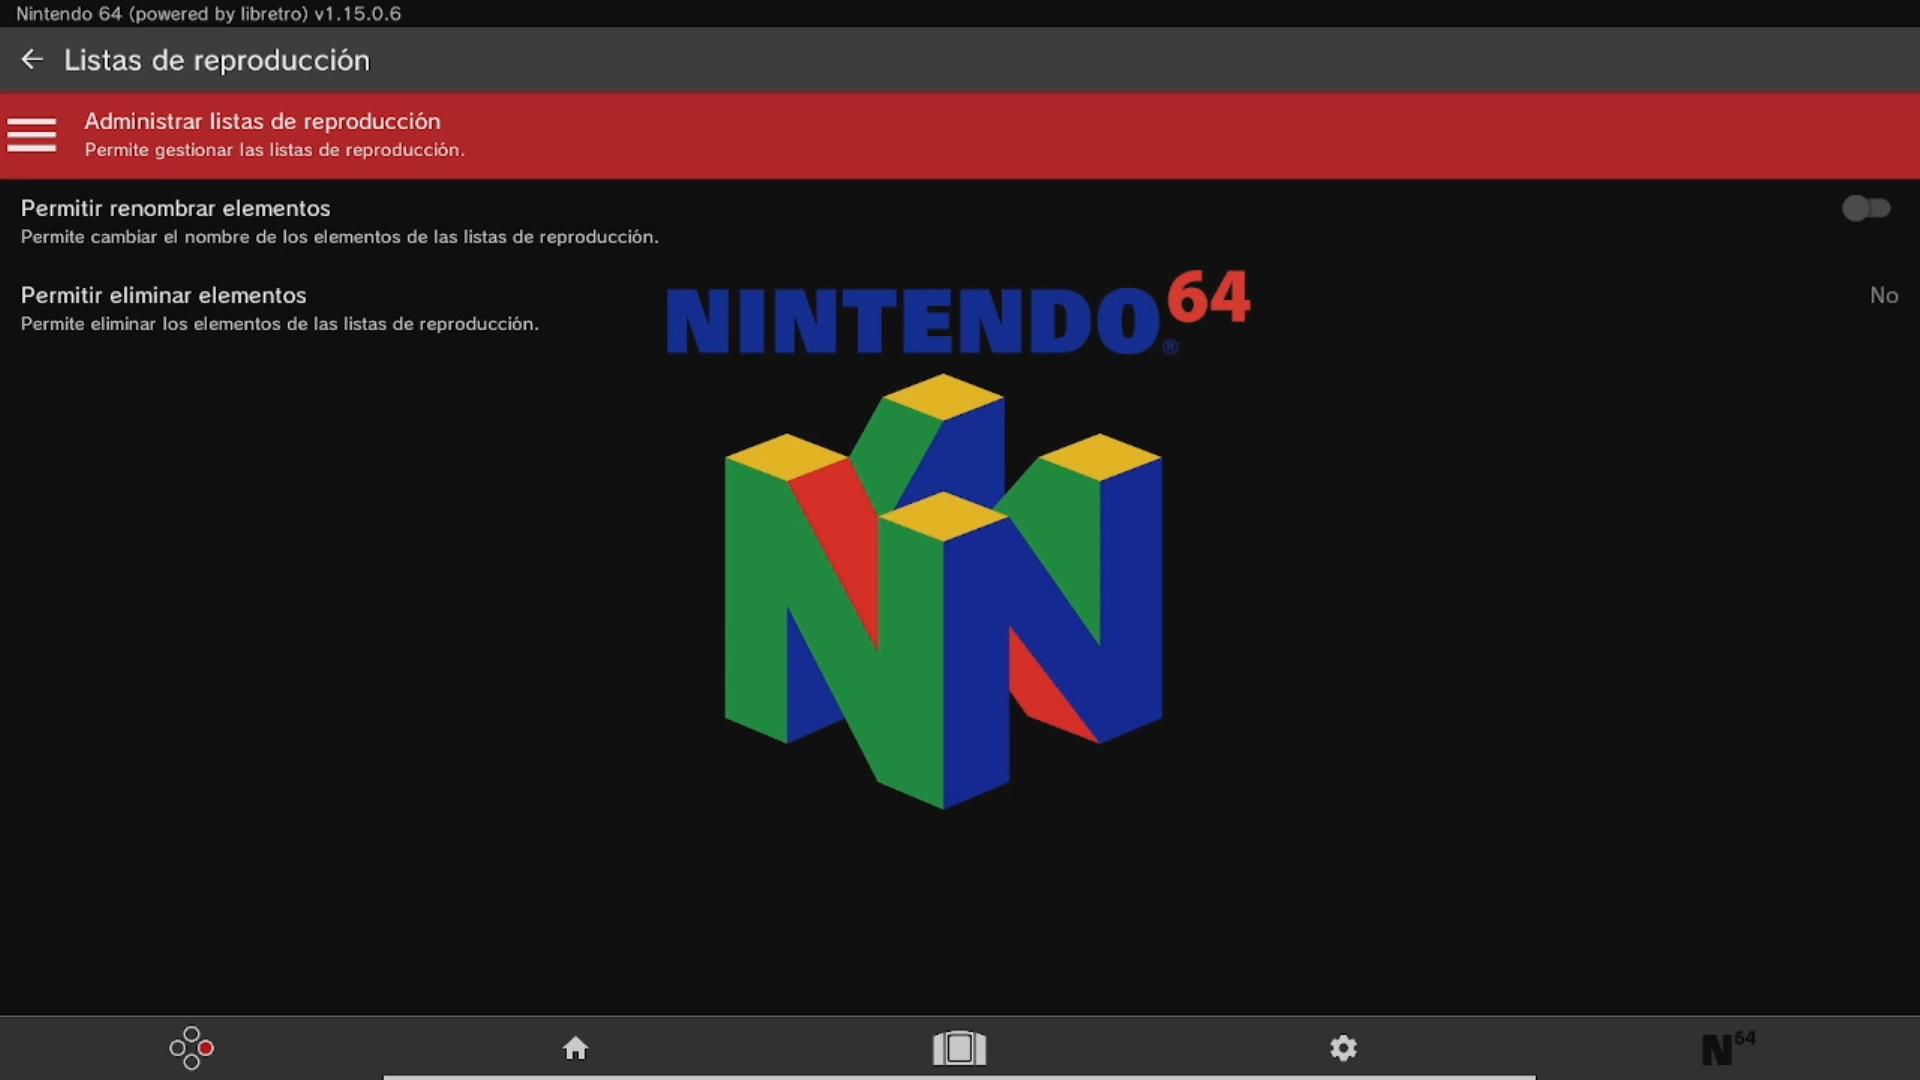 Nintendo 64 (powered by libretro) v1.15.0.6
Listas de reproducción
Administrar listas de reproducción
Permite gestionar las listas de reproducción.
Permitir renombrar elementos
Permite cambiar el nombre de los elementos de las listas de reproducción.
Permitir eliminar elementos
No
Permite eliminar los elementos de las listas de reproducción.
NINTENDO®64
N64